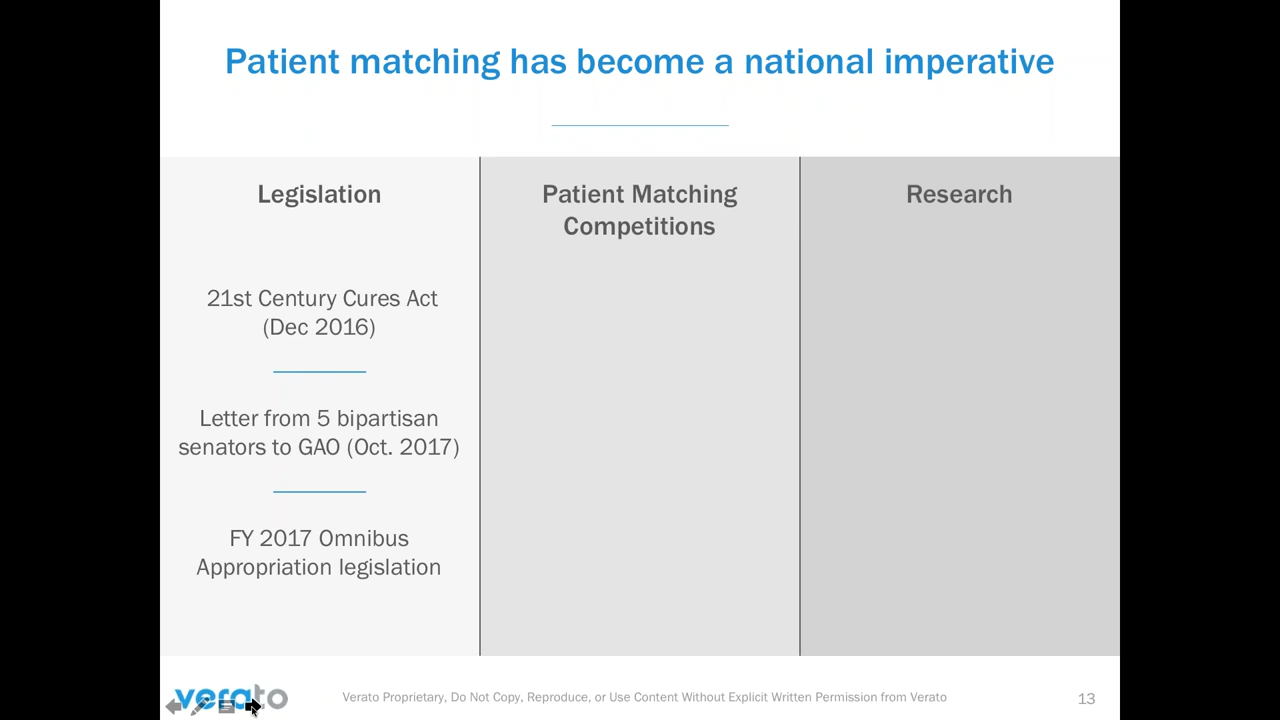 Patient matching has become a national imperative
Legislation
21st Century Cures Act
(Dec 2016)
Letter from 5 bipartisan
senators to GAO (Oct. 2017)
FY 2017 Omnibus
Appropriation legislation
Patient Matching
Competitions
Research
verato
Verato Proprietary, Do Not Copy, Reproduce, or Use Content Without Explicit Written Permission from Verato
13